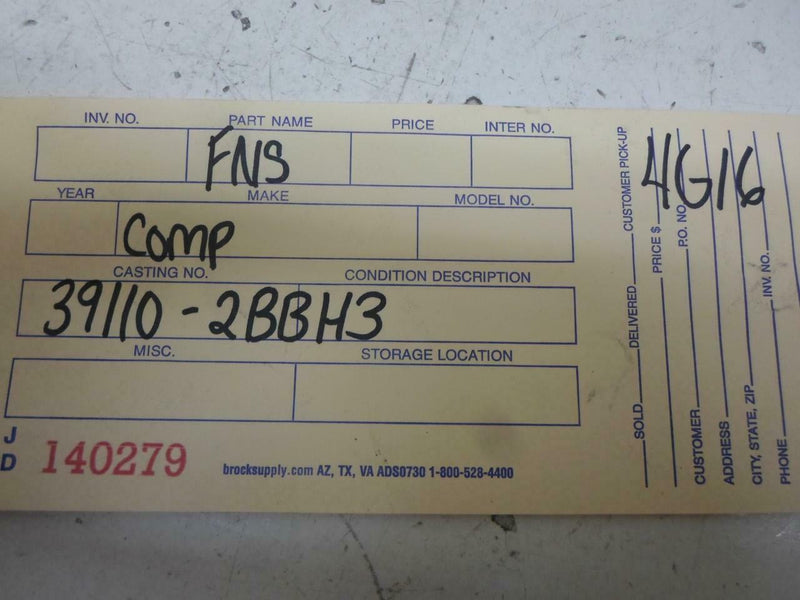 INV. NO. PART NAME PRICE INTER NO.
FNS
YEAR MAKE MODEL NO.
Comp
CASTING NO. CONDITION DESCRIPTION
39110-2BBH3
MISC. STORAGE LOCATION
J
D
140279
brocksupply.com AZ, TX, VA ADS0730 1-800-528-4400
4G16
SOLD DELIVERED CUSTOMER PICK-UP
PRICE $
CUSTOMER P.O. NO.
ADDRESS
CITY, STATE, ZIP
PHONE INV. NO.